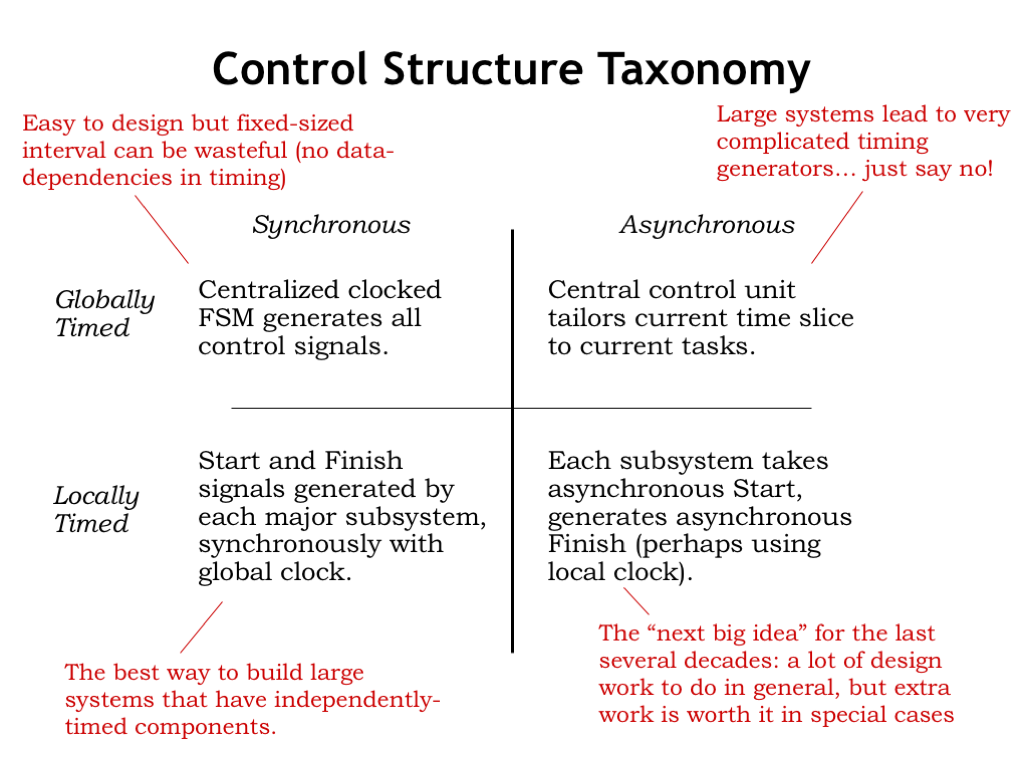 Control Structure Taxonomy
Easy to design but fixed-sized
interval can be wasteful (no data-
dependencies in timing)
Large systems lead to very
complicated timing
generators… just say no!
Synchronous
Asynchronous
Globally
Timed
Centralized clocked
FSM generates all
control signals.
Central control unit
tailors current time slice
to current tasks.
Locally
Timed
Start and Finish
signals generated by
each major subsystem,
synchronously with
global clock.
Each subsystem takes
asynchronous Start,
generates asynchronous
Finish (perhaps using
local clock).
The best way to build large
systems that have independently-
timed components.
The “next big idea” for the last
several decades: a lot of design
work to do in general, but extra
work is worth it in special cases